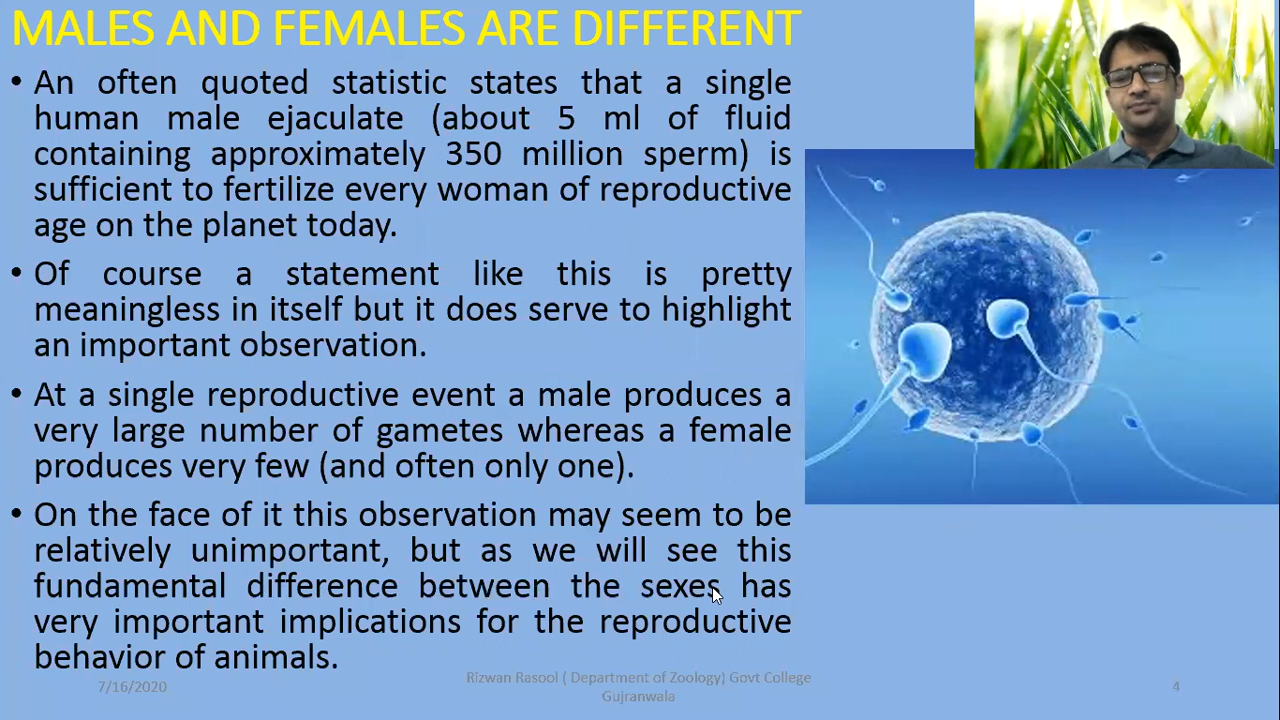 MALES AND FEMALES ARE DIFFERENT
• An often quoted statistic states that a single
human male ejaculate (about 5 ml of fluid
containing approximately 350 million sperm) is
sufficient to fertilize every woman of reproductive
age on the planet today.
• Of course a statement like this is pretty
meaningless in itself but it does serve to highlight
an important observation.
• At a single reproductive event a male produces a
very large number of gametes whereas a female
produces very few (and often only one).
• On the face of it this observation may seem to be
relatively unimportant, but as we will see this
fundamental difference between the sexes has
very important implications for the reproductive
behavior of animals.
7/16/2020
Rizwan Rasool ( Department of Zoology) Govt College
Gujranwala
4